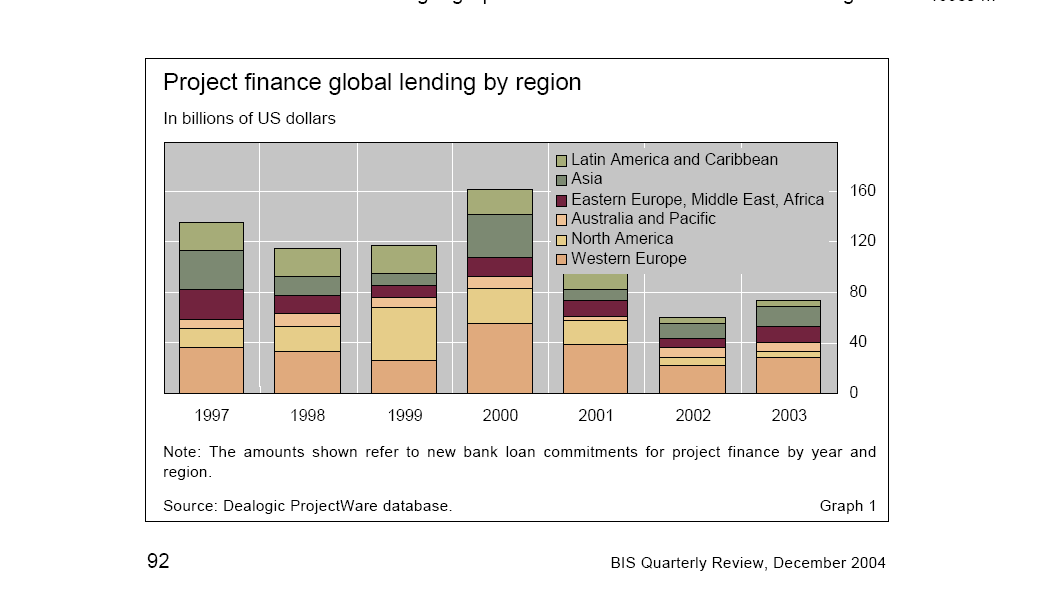 Project finance global lending by region
In billions of US dollars
Latin America and Caribbean
Asia
Eastern Europe, Middle East, Africa
Australia and Pacific
North America
Western Europe
160
120
80
40
0
1997 1998 1999 2000 2001 2002 2003
Note: The amounts shown refer to new bank loan commitments for project finance by year and
region.
Source: Dealogic ProjectWare database. Graph 1
92 BIS Quarterly Review, December 2004